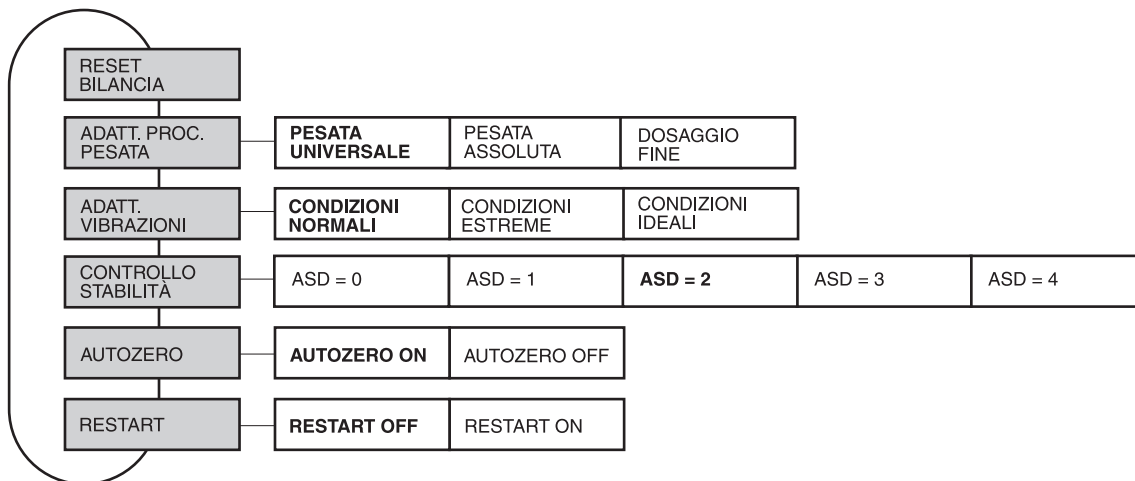 RESET
BILANCIA
ADATT. PROC.
PESATA
PESATA
UNIVERSALE
PESATA
ASSOLUTA
DOSAGGIO
FINE
ADATT.
VIBRAZIONI
CONDIZIONI
NORMALI
CONDIZIONI
ESTREME
CONDIZIONI
IDEALI
CONTROLLO
STABILITÀ
ASD = 0
ASD = 1
ASD = 2
ASD = 3
ASD = 4
AUTOZERO
AUTOZERO ON
AUTOZERO OFF
RESTART
RESTART OFF
RESTART ON